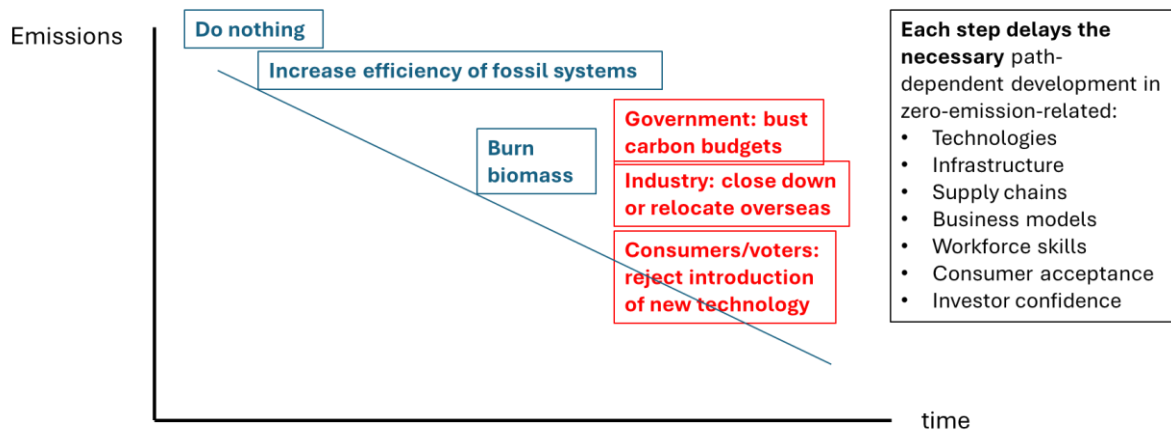 Emissions
Do nothing
Increase efficiency of fossil systems
Burn
biomass
Government: bust
carbon budgets
Industry: close down
or relocate overseas
Consumers/voters:
reject introduction
of new technology
Each step delays the
necessary path-
dependent development in
zero-emission-related:
• Technologies
• Infrastructure
• Supply chains
• Business models
• Workforce skills
• Consumer acceptance
• Investor confidence
time